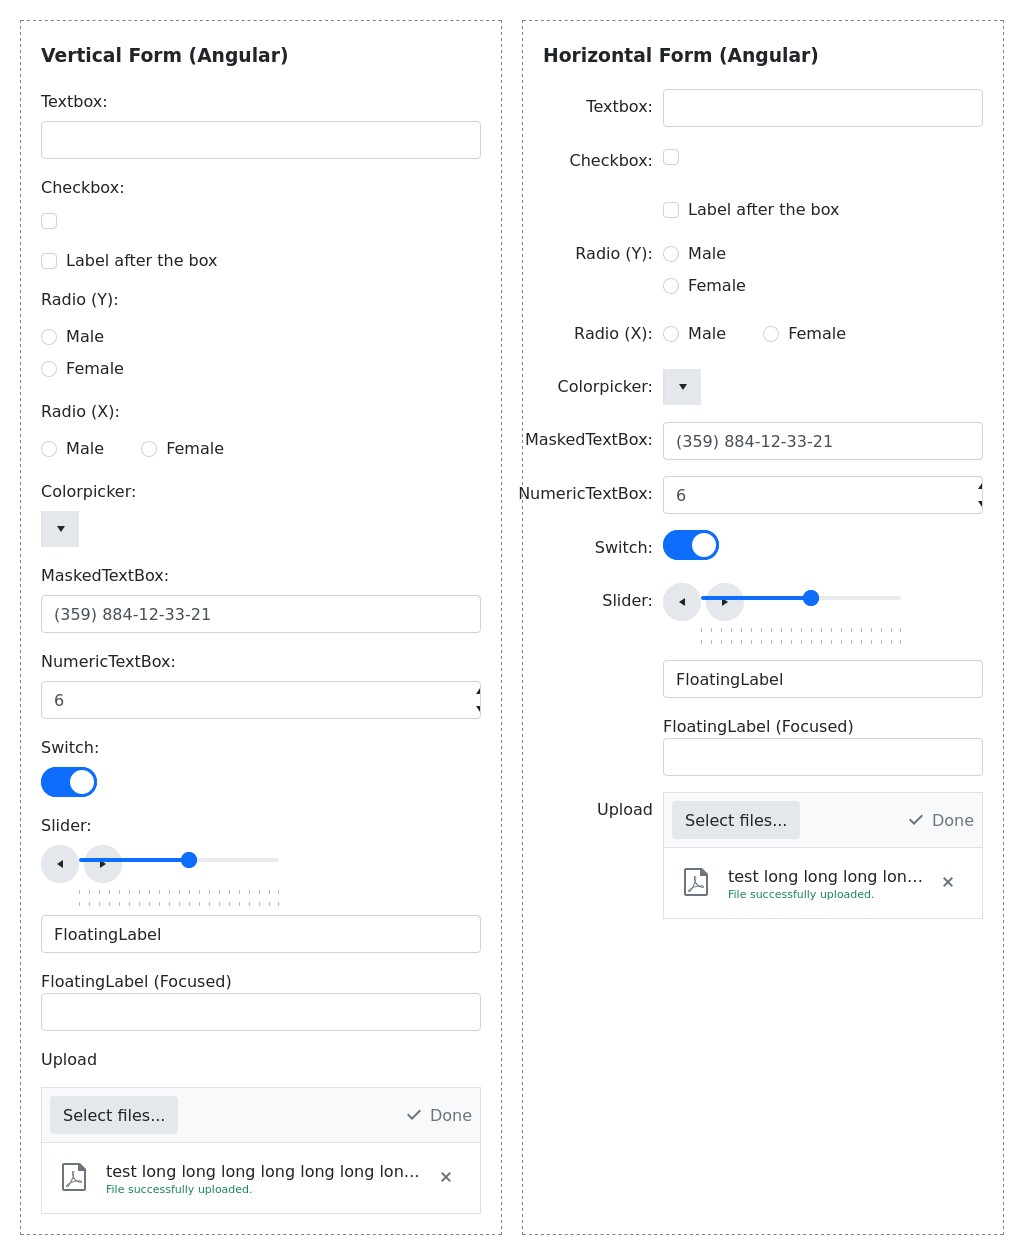 Vertical Form (Angular)
Textbox:
Checkbox:
Label after the box
Radio (Y):
Male
Female
Radio (X):
Male Female
Colorpicker:
MaskedTextBox:
(359) 884-12-33-21
NumericTextBox:
6
Switch:
Slider:
FloatingLabel
FloatingLabel (Focused)
Upload
Select files... Done
test long long long long long long lon...
File successfully uploaded.
Horizontal Form (Angular)
Textbox:
Checkbox:
Label after the box
Radio (Y): Male
Female
Radio (X): Male Female
Colorpicker:
MaskedTextBox: (359) 884-12-33-21
NumericTextBox: 6
Switch:
Slider:
FloatingLabel
FloatingLabel (Focused)
Upload Select files... Done
test long long long lon...
File successfully uploaded.